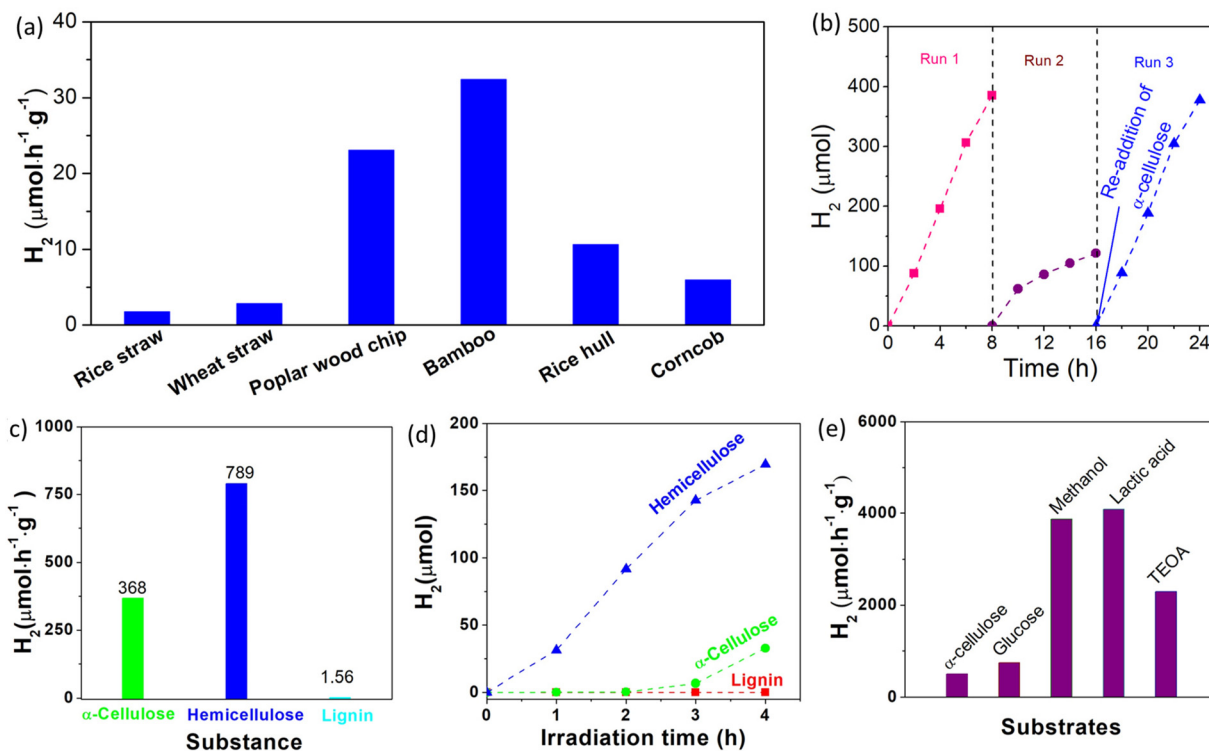 (a)
H2 (μmol·h-1·g-1)
40
30
20
10
0
Rice straw
Wheat straw
Poplar wood chip
Bamboo
Rice hull
Corncob
(b)
H2 (μmol)
500
400
300
200
100
0
Run 1
Run 2
Run 3
Re-addition of
α-cellulose
0 4 8 12 16 20 24
Time (h)
c)
H2(μmol·h-1·g-1)
1000
750
500
250
0
368
789
1.56
α-Cellulose Hemicellulose Lignin
Substance
(d)
H2(μmol)
200
150
100
50
0
Hemicellulose
α-Cellulose
Lignin
0 1 2 3 4
Irradiation time (h)
(e)
H2 (μmol·h-1·g-1)
6000
4000
2000
0
α-cellulose
Glucose
Methanol
Lactic acid
TEOA
Substrates